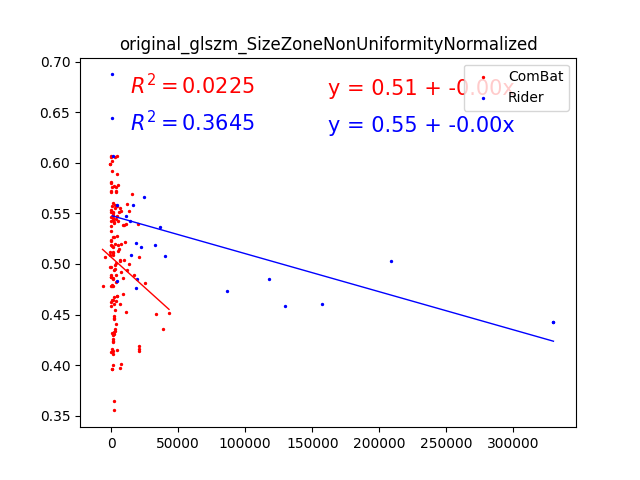 original_glszm_SizeZoneNonUniformityNormalized
R² = 0.0225
y = 0.51 + -0.00x
ComBat
Rider
R² = 0.3645
y = 0.55 + -0.00x
0.70
0.65
0.60
0.55
0.50
0.45
0.40
0.35
0 50000 100000 150000 200000 250000 300000